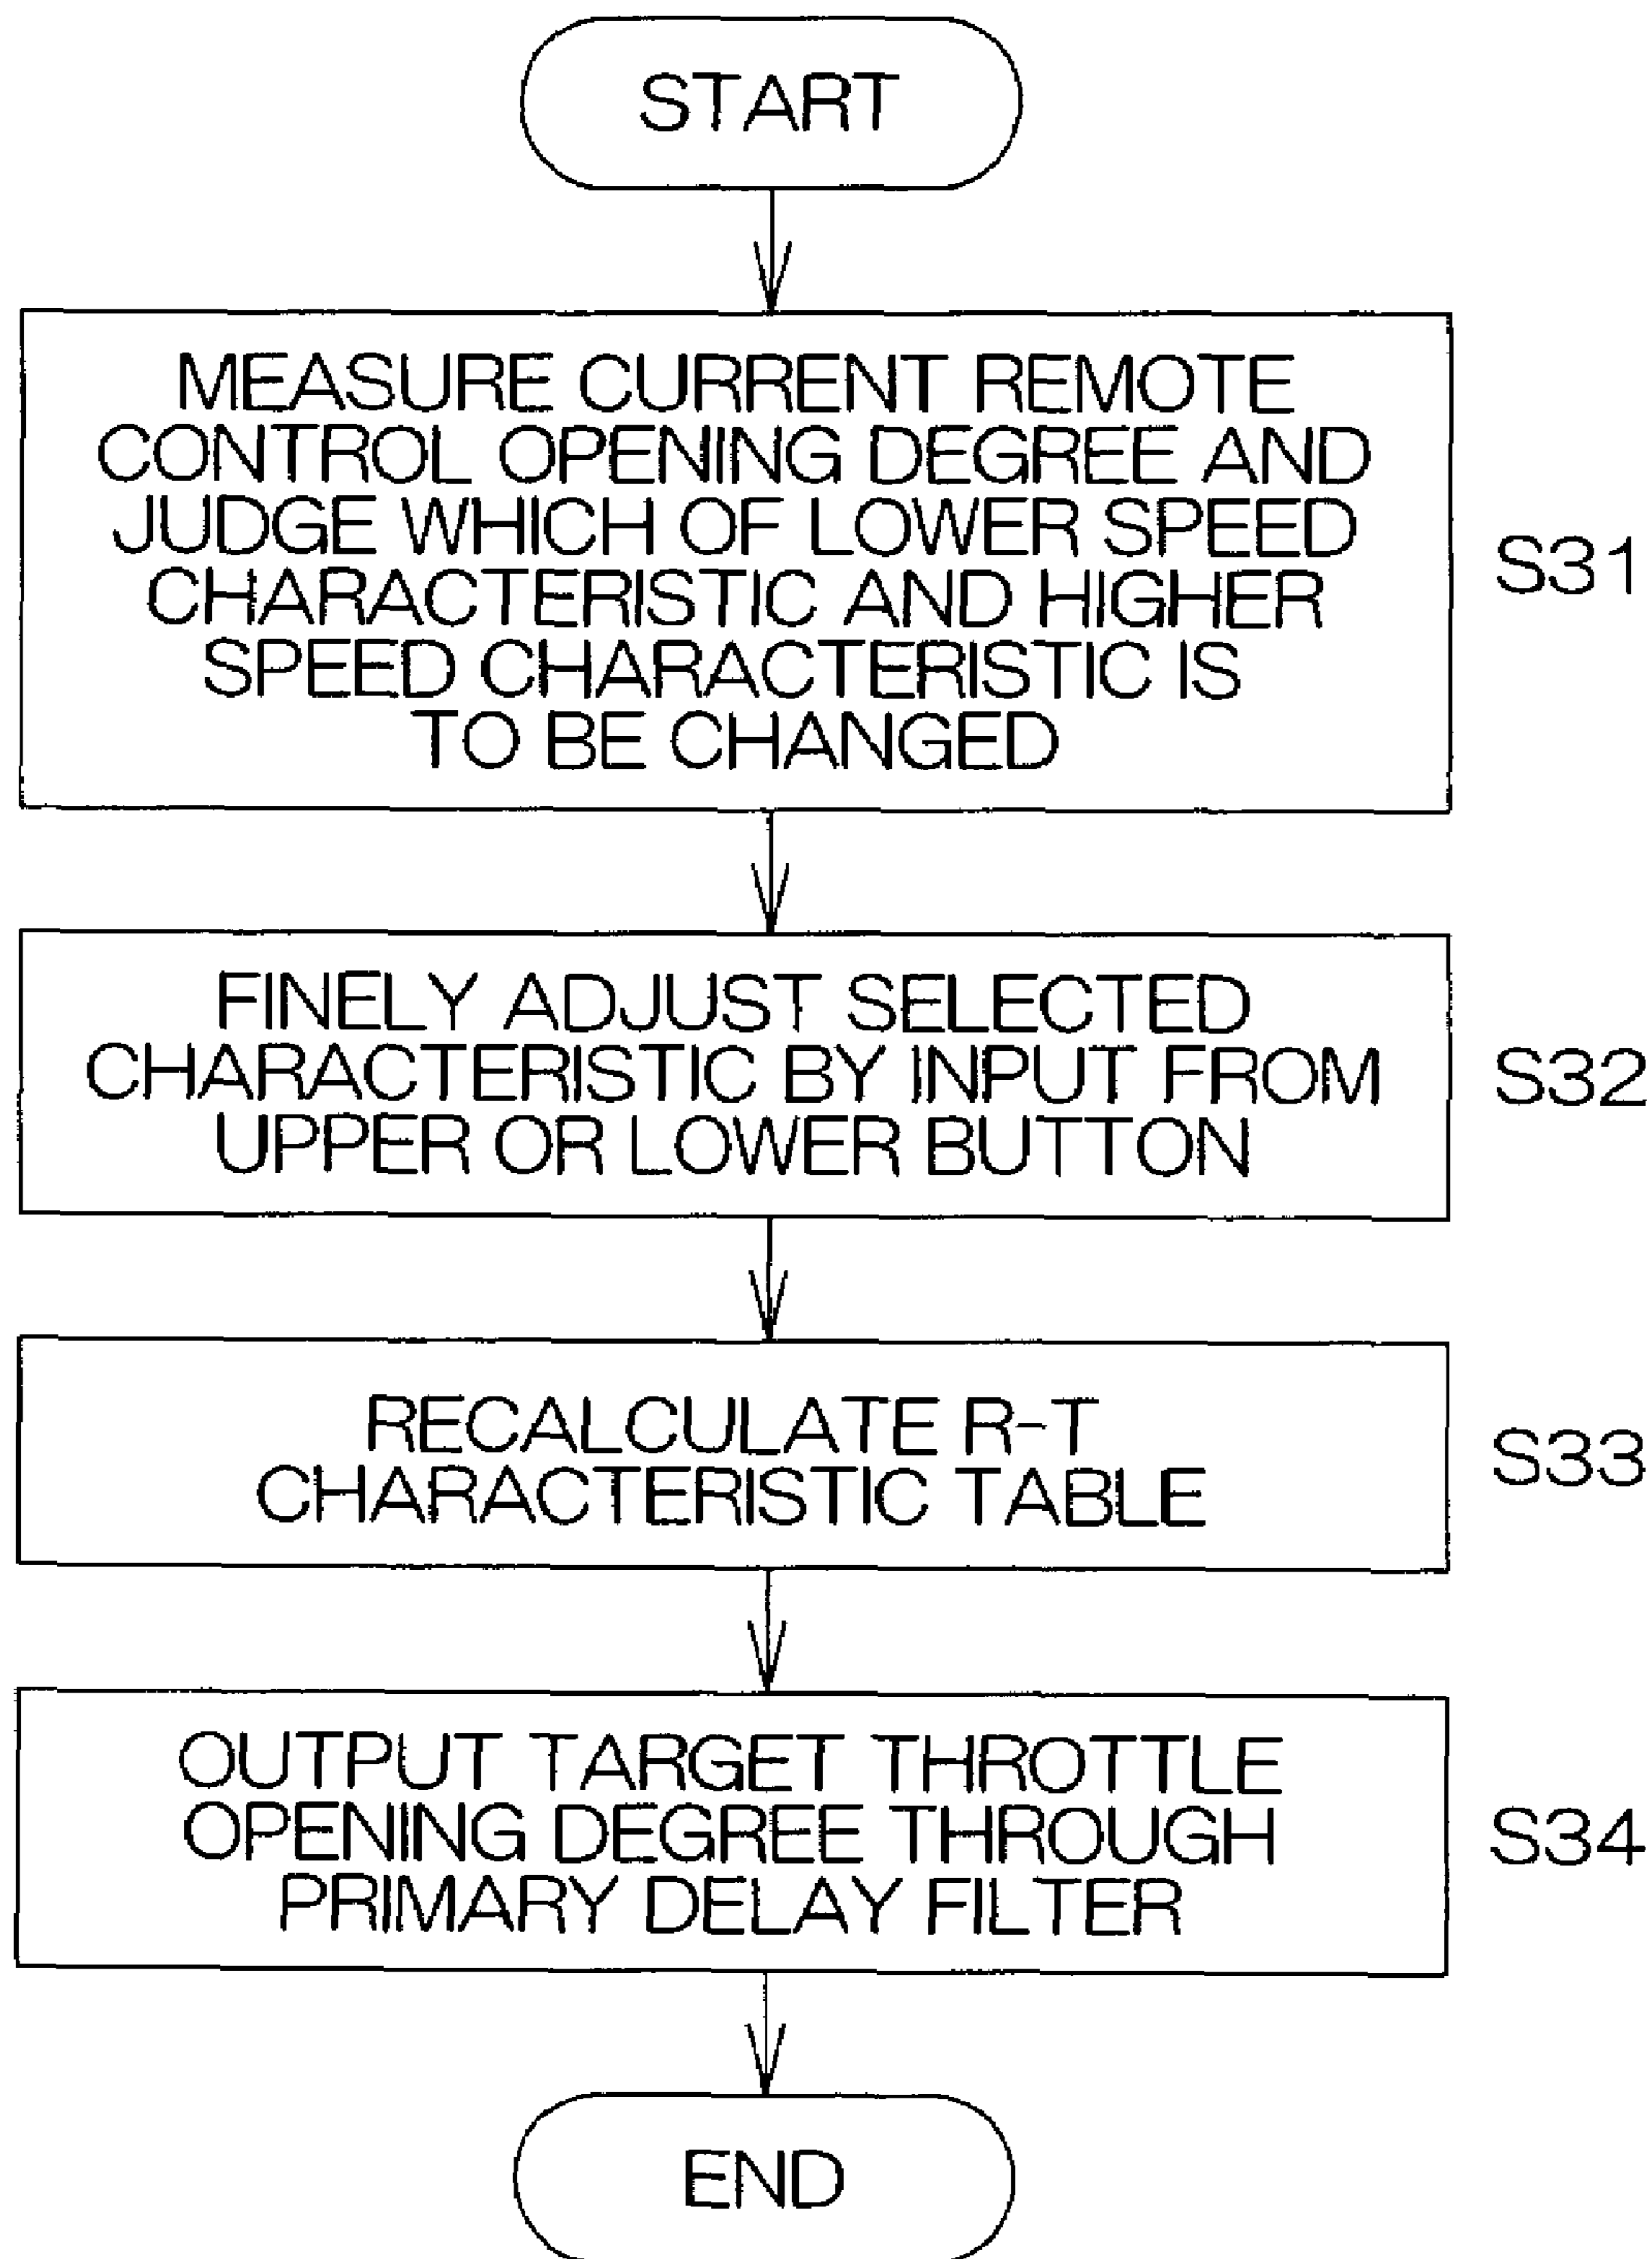 START
MEASURE CURRENT REMOTE
CONTROL OPENING DEGREE AND
JUDGE WHICH OF LOWER SPEED
CHARACTERISTIC AND HIGHER
SPEED CHARACTERISTIC IS
TO BE CHANGED
S31
FINELY ADJUST SELECTED
CHARACTERISTIC BY INPUT FROM
UPPER OR LOWER BUTTON
S32
RECALCULATE R-T
CHARACTERISTIC TABLE
S33
OUTPUT TARGET THROTTLE
OPENING DEGREE THROUGH
PRIMARY DELAY FILTER
S34
END